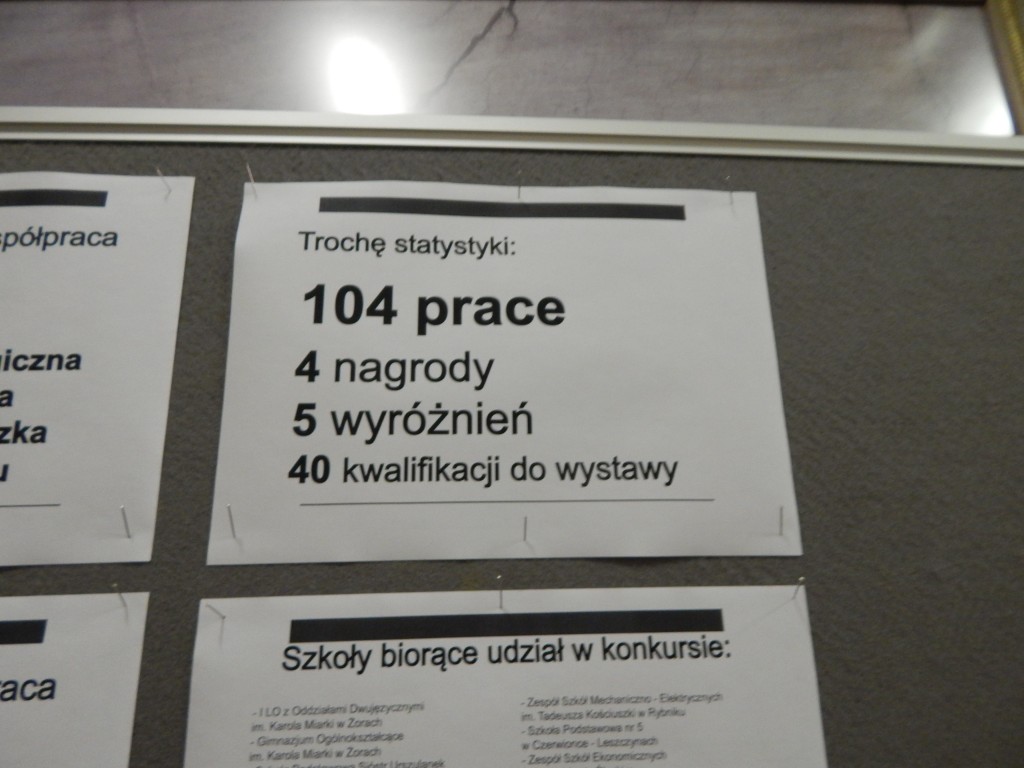 spółpraca
iczna
a
zka
u
Trochę statystyki:
104 prace
4 nagrody
5 wyróżnień
40 kwalifikacji do wystawy
raca
Szkoły biorące udział w konkursie:
- I LO z Oddziałami Dwujęzycznymi
im. Karola Miarki w Żorach
- Gimnazjum Ogólnokształcące
im. Karola Miarki w Żorach
- Zespół Szkół Mechaniczno - Elektrycznych
im. Tadeusza Kościuszki w Rybniku
- Szkoła Podstawowa nr 5
w Czerwionce - Leszczynach
- Zespół Szkół Ekonomicznych